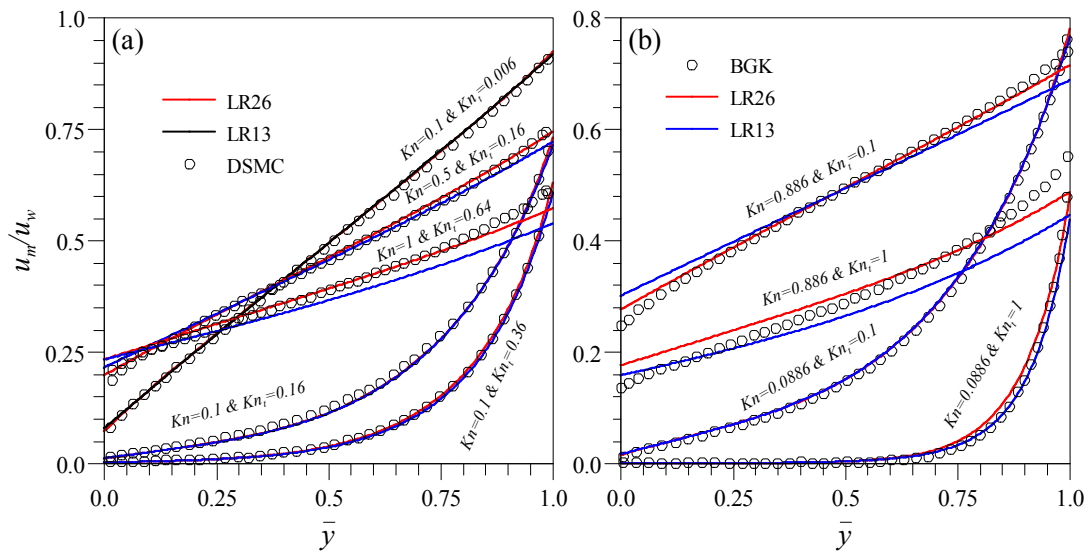 (a)
LR26
LR13
DSMC
Kn=0.1 & Knₜ=0.006
Kn=0.5 & Knₜ=0.16
Kn=1 & Knₜ=0.64
Kn=0.1 & Knₜ=0.16
Kn=0.1 & Knₜ=0.36
1.0
0.75
0.5
0.25
0.0
uₘ/u_w
0.0
0.25
0.5
0.75
1.0
ȳ
(b)
BGK
LR26
LR13
Kn=0.886 & Knₜ=0.1
Kn=0.886 & Knₜ=1
Kn=0.0886 & Knₜ=0.1
Kn=0.0886 & Knₜ=1
0.8
0.6
0.4
0.2
0.0
0.0
0.25
0.5
0.75
1.0
ȳ